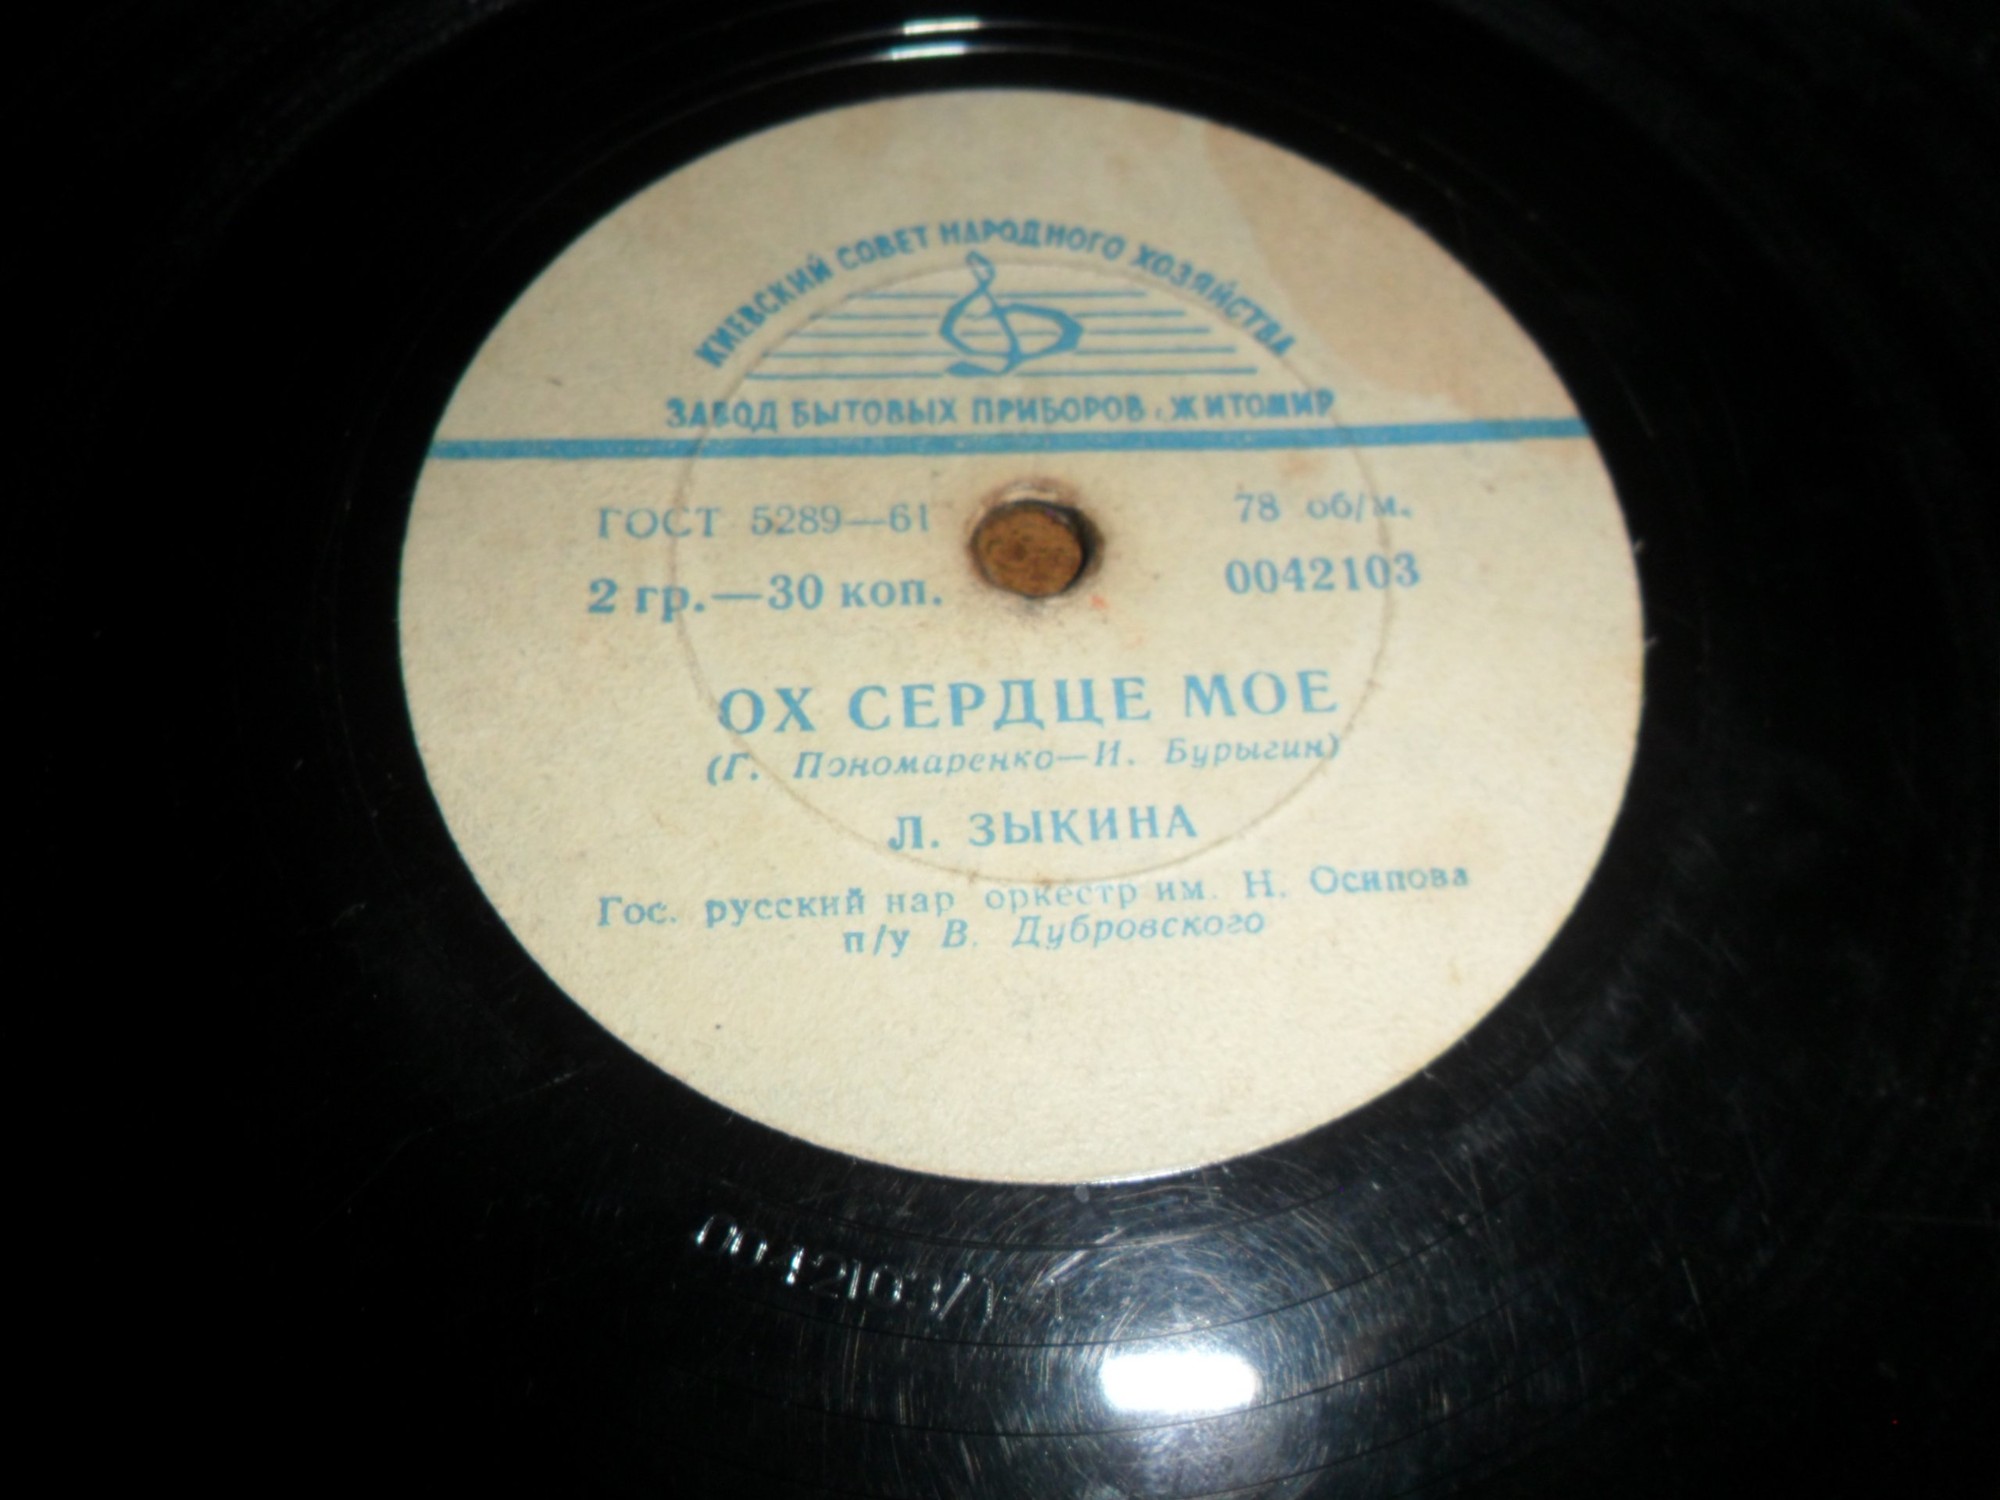 КИЕВСКИЙ СОВЕТ НАРОДНОГО ХОЗЯЙСТВА
ЗАВОД БЫТОВЫХ ПРИБОРОВ, ЖИТОМИР
ГОСТ 5289—61
78 об/м.
2 гр.—30 коп.
0042103
ОХ СЕРДЦЕ МОЕ
(Г. Пономаренко—И. Бурыгин)
Л. ЗЫКИНА
Гос. русский нар оркестр им. Н. Осипова
п/у В. Дубровского
0042103/